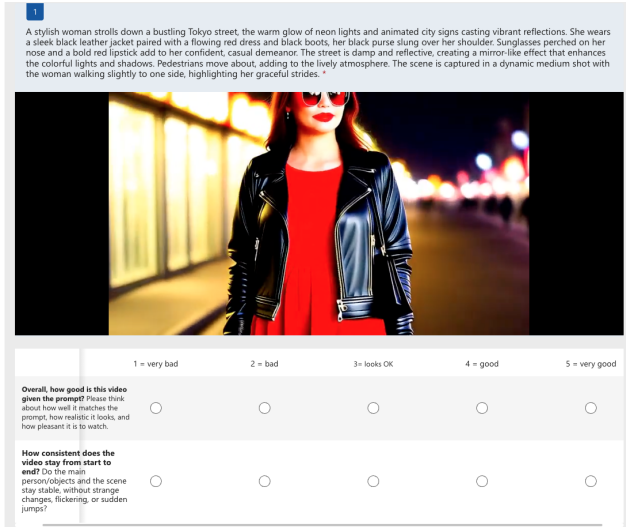 1
A stylish woman strolls down a bustling Tokyo street, the warm glow of neon lights and animated city signs casting vibrant reflections. She wears
a sleek black leather jacket paired with a flowing red dress and black boots, her black purse slung over her shoulder. Sunglasses perched on her
nose and a bold red lipstick add to her confident, casual demeanor. The street is damp and reflective, creating a mirror-like effect that enhances
the colorful lights and shadows. Pedestrians move about, adding to the lively atmosphere. The scene is captured in a dynamic medium shot with
the woman walking slightly to one side, highlighting her graceful strides. *
1 = very bad 2 = bad 3= looks OK 4 = good 5 = very good
Overall, how good is this video
given the prompt? Please think
about how well it matches the
prompt, how realistic it looks, and
how pleasant it is to watch.
How consistent does the
video stay from start to
end? Do the main
person/objects and the scene
stay stable, without strange
changes, flickering, or sudden
jumps?